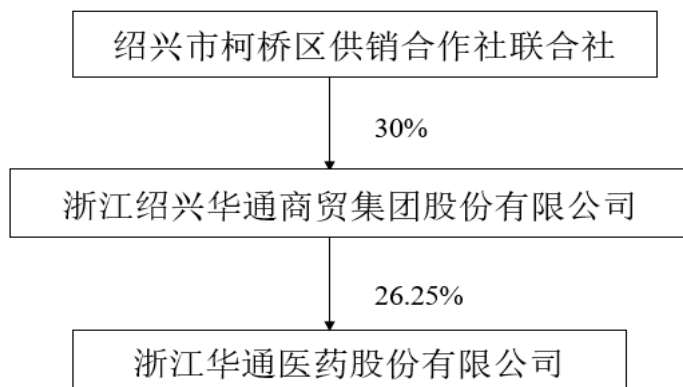 绍兴市柯桥区供销合作社联合社
30%
浙江绍兴华通商贸集团股份有限公司
26.25%
浙江华通医药股份有限公司